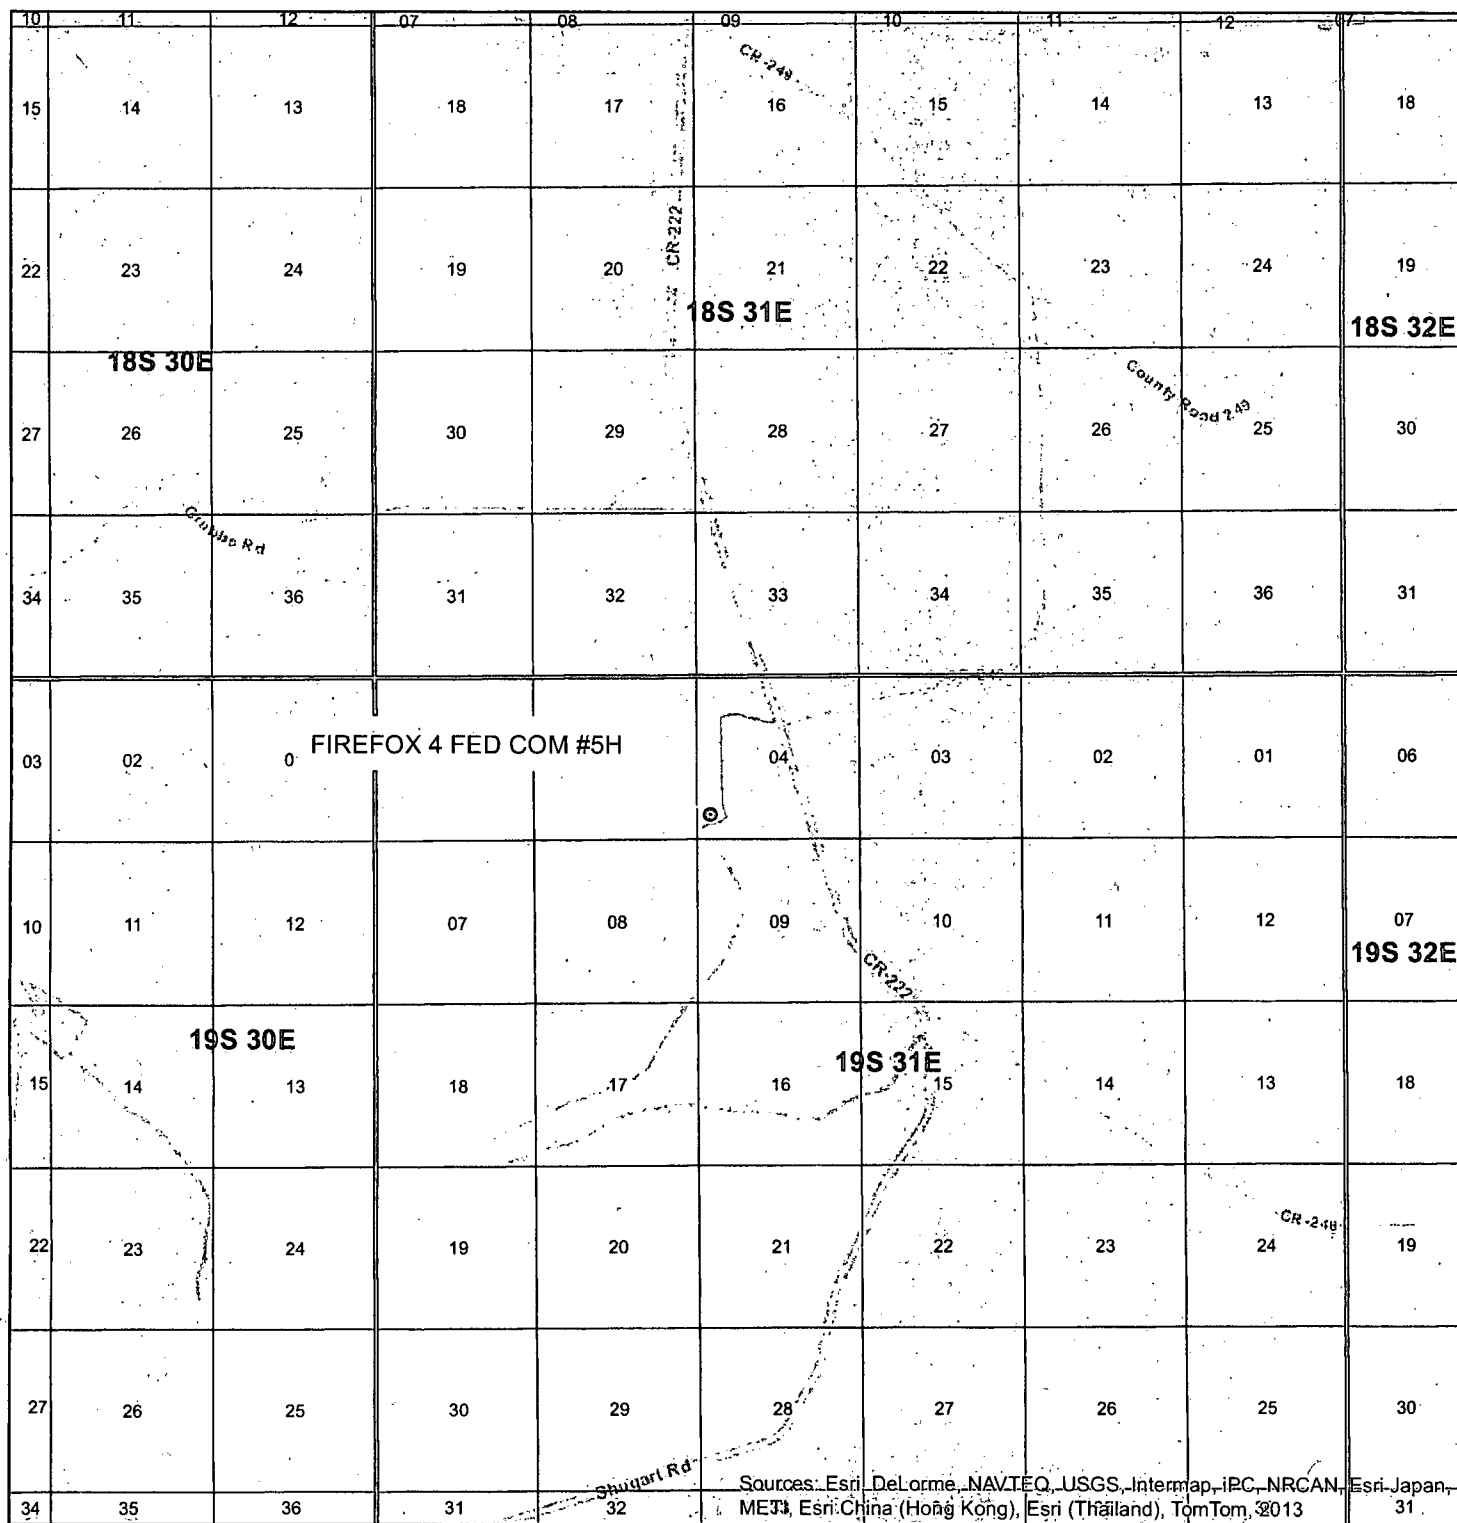 10 11 12 07 08 09 10 11 12 07
CR-249
15 14 13 18 17 16 15 14 13 18
CR-222
22 23 24 19 20 21 22 23 24 19
18S 31E
18S 32E
18S 30E
County Road 249
27 26 25 30 29 28 27 26 25 30
Grubbs Rd
34 35 36 31 32 33 34 35 36 31
FIREFOX 4 FED COM #5H
03 02 0 04 03 02 01 06
10 11 12 07 08 09 10 11 12 07
19S 32E
CR-222
19S 30E
19S 31E
15 14 13 18 17 16 15 14 13 18
CR-248
22 23 24 19 20 21 22 23 24 19
27 26 25 30 29 28 27 26 25 30
Shugart Rd
Sources: Esri, DeLorme, NAVTEQ, USGS, Intermap, iPC, NRCAN, Esri Japan,
METI, Esri China (Hong Kong), Esri (Thailand), TomTom, 2013
34 35 36 31 32 31